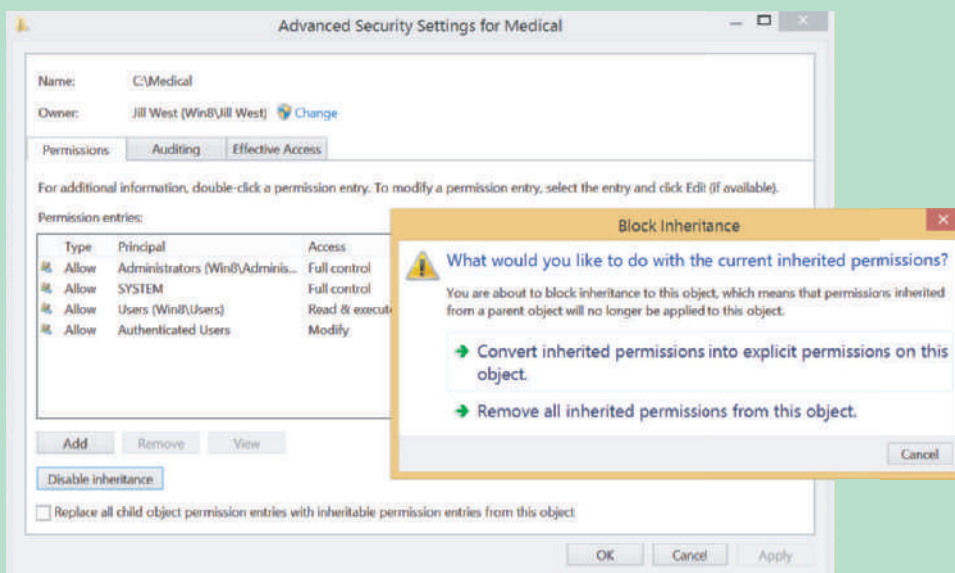 Advanced Security Settings for Medical
Name: C:\Medical
Owner: Jill West (Win8\Jill West) Change
Permissions Auditing Effective Access
For additional information, double-click a permission entry. To modify a permission entry, select the entry and click Edit (if available).
Permission entries:
Type Principal Access
Allow Administrators (Win8\Adminis... Full control
Allow SYSTEM Full control
Allow Users (Win8\Users) Read & execut
Allow Authenticated Users Modify
Add Remove View
Disable inheritance
Replace all child object permission entries with inheritable permission entries from this object
OK Cancel Apply
Block Inheritance
What would you like to do with the current inherited permissions?
You are about to block inheritance to this object, which means that permissions inherited
from a parent object will no longer be applied to this object.
Convert inherited permissions into explicit permissions on this
object.
Remove all inherited permissions from this object.
Cancel